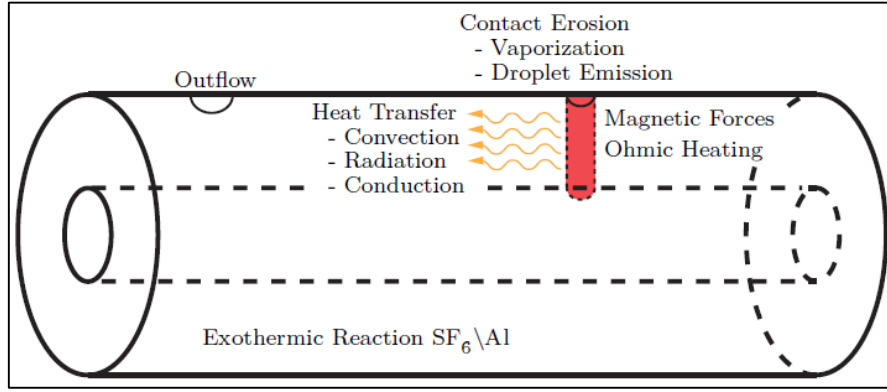 Contact Erosion
- Vaporization
- Droplet Emission
Outflow
Heat Transfer
- Convection
- Radiation
- Conduction
Magnetic Forces
Ohmic Heating
Exothermic Reaction SF₆\Al